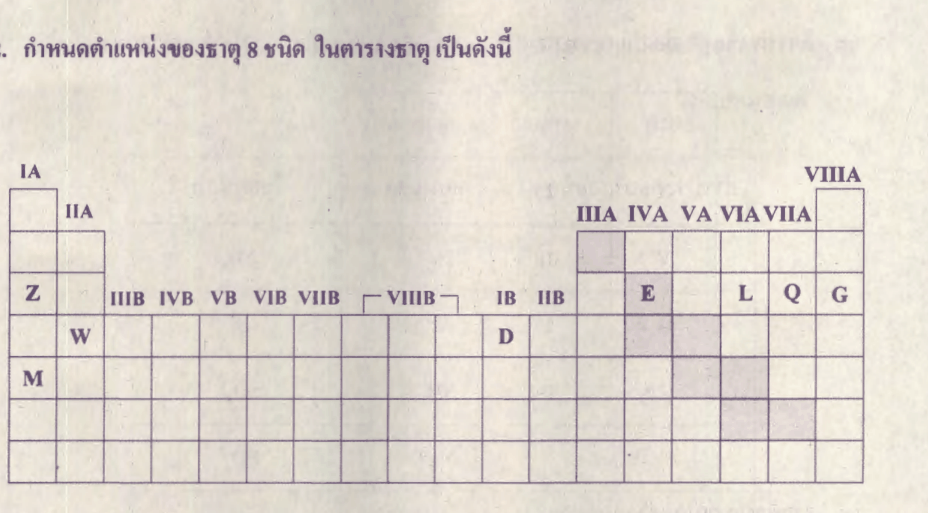 กำหนดตำแหน่งของธาตุ 8 ชนิด ในตารางธาตุ เป็นดังนี้
IA VIIIA
IIA IIIA IVA VA VIA VIIA
Z IIIB IVB VB VIB VIIB VIIIB IB IIB E L Q G
W D
M